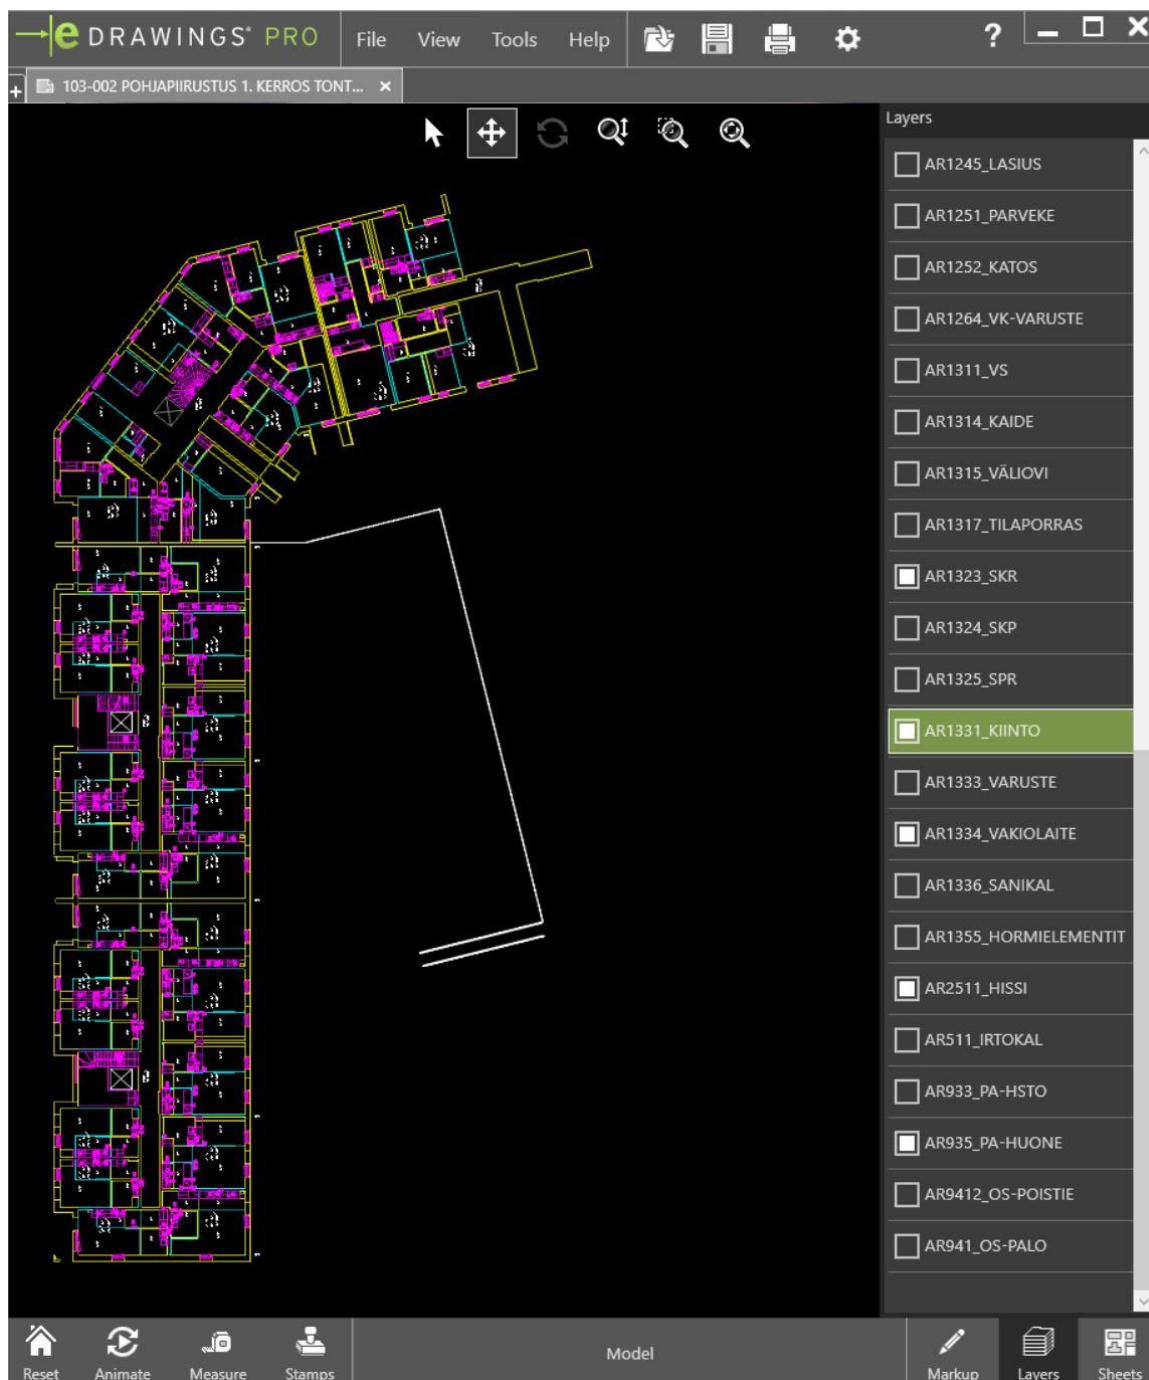 eDRAWINGS® PRO File View Tools Help ?
103-002 POHJAPIIRUSTUS 1. KERROS TONT...
Layers
AR1245_LASIUS
AR1251_PARVEKE
AR1252_KATOS
AR1264_VK-VARUSTE
AR1311_VS
AR1314_KAIDE
AR1315_VÄLIOVI
AR1317_TILAPORRAS
AR1323_SKR
AR1324_SKP
AR1325_SPR
AR1331_KIINTO
AR1333_VARUSTE
AR1334_VAKIOLAITE
AR1336_SANIKAL
AR1355_HORMIELEMENTIT
AR2511_HISSI
AR511_IRTOKAL
AR933_PA-HSTO
AR935_PA-HUONE
AR9412_OS-POISTIE
AR941_OS-PALO
Reset Animate Measure Stamps Model Markup Layers Sheets